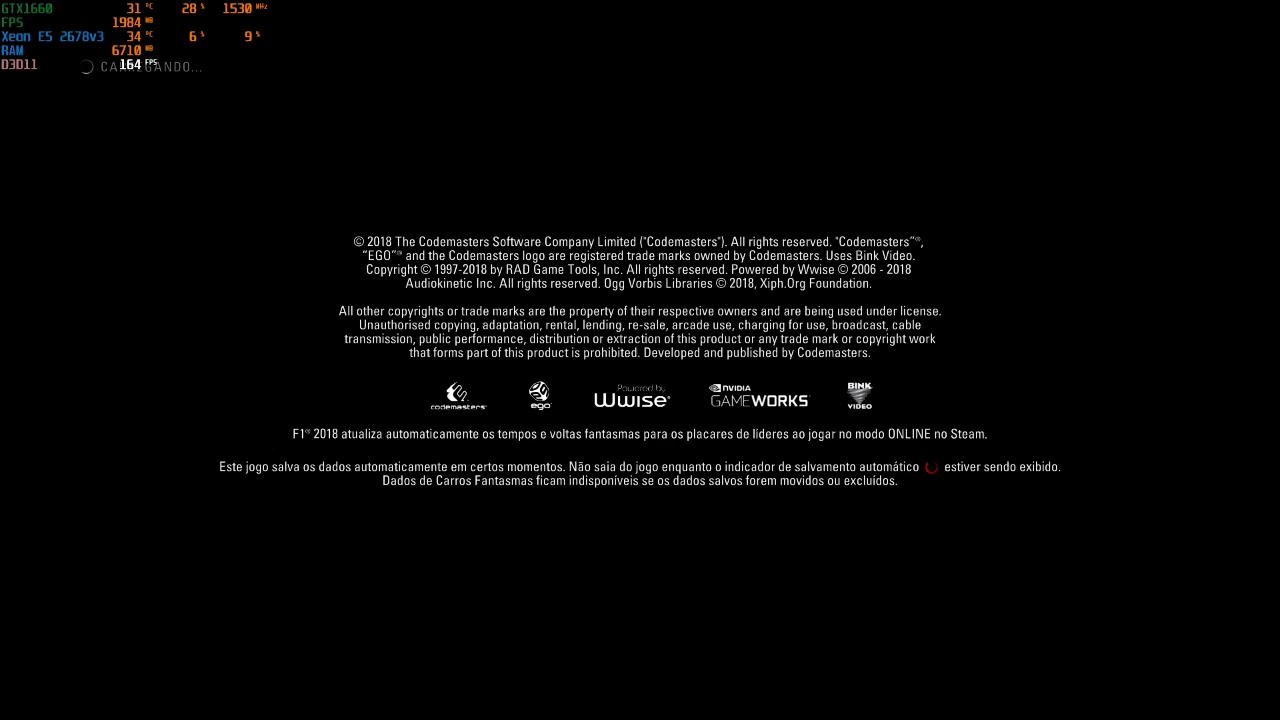 GTX1660 31 °C 28 % 1530 MHz
FPS 1984 MB
Xeon E5 2678v3 34 °C 6 % 9 %
RAM 6710 MB
D3D11 164 FPS
CARREGANDO...
© 2018 The Codemasters Software Company Limited ("Codemasters"). All rights reserved. "Codemasters"®,
"EGO"® and the Codemasters logo are registered trade marks owned by Codemasters. Uses Bink Video.
Copyright © 1997-2018 by RAD Game Tools, Inc. All rights reserved. Powered by Wwise © 2006 - 2018
Audiokinetic Inc. All rights reserved. Ogg Vorbis Libraries © 2018, Xiph.Org Foundation.
All other copyrights or trade marks are the property of their respective owners and are being used under license.
Unauthorised copying, adaptation, rental, lending, re-sale, arcade use, charging for use, broadcast, cable
transmission, public performance, distribution or extraction of this product or any trade mark or copyright work
that forms part of this product is prohibited. Developed and published by Codemasters.
codemasters™ ego® Powered by Wwise® NVIDIA GAMEWORKS BINK VIDEO
F1® 2018 atualiza automaticamente os tempos e voltas fantasmas para os placares de líderes ao jogar no modo ONLINE no Steam.
Este jogo salva os dados automaticamente em certos momentos. Não saia do jogo enquanto o indicador de salvamento automático estiver sendo exibido.
Dados de Carros Fantasmas ficam indisponíveis se os dados salvos forem movidos ou excluídos.